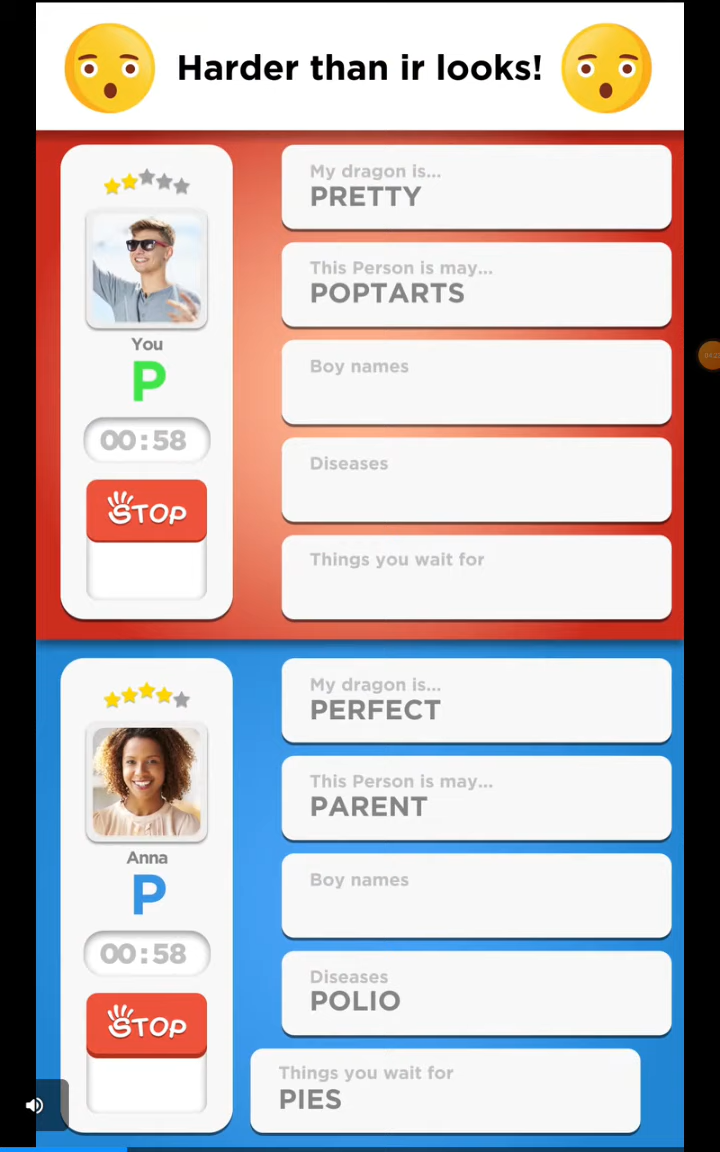 Harder than ir looks!
My dragon is...
PRETTY
This Person is may...
POPTARTS
You
P
Boy names
00:58
Diseases
STOP
Things you wait for
My dragon is...
PERFECT
This Person is may...
PARENT
Anna
P
Boy names
00:58
Diseases
POLIO
STOP
Things you wait for
PIES